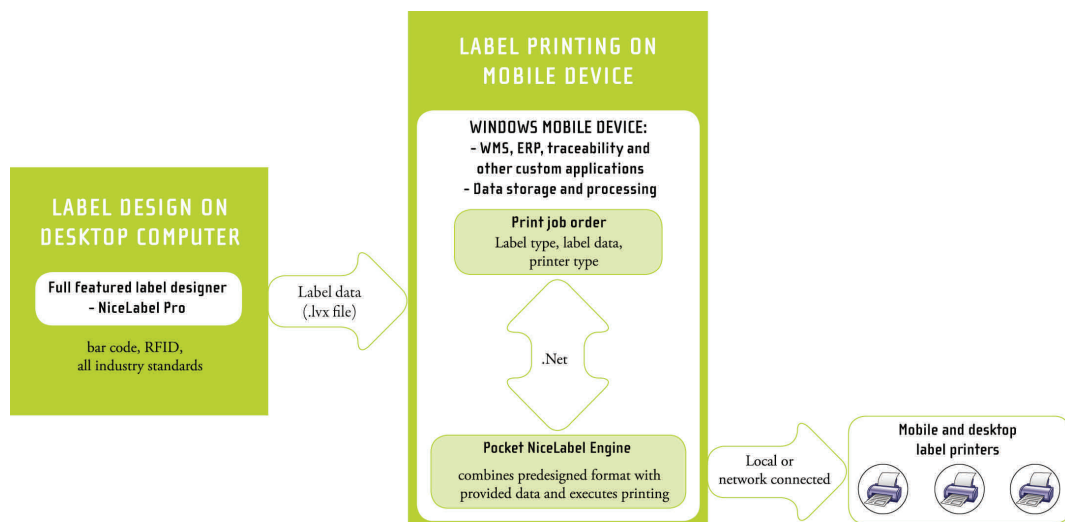 LABEL DESIGN ON
DESKTOP COMPUTER
Full featured label designer
- NiceLabel Pro
bar code, RFID,
all industry standards
Label data
(.lvx file)
LABEL PRINTING ON
MOBILE DEVICE
WINDOWS MOBILE DEVICE:
- WMS, ERP, traceability and
other custom applications
- Data storage and processing
Print job order
Label type, label data,
printer type
.Net
Pocket NiceLabel Engine
combines predesigned format with
provided data and executes printing
Local or
network connected
Mobile and desktop
label printers